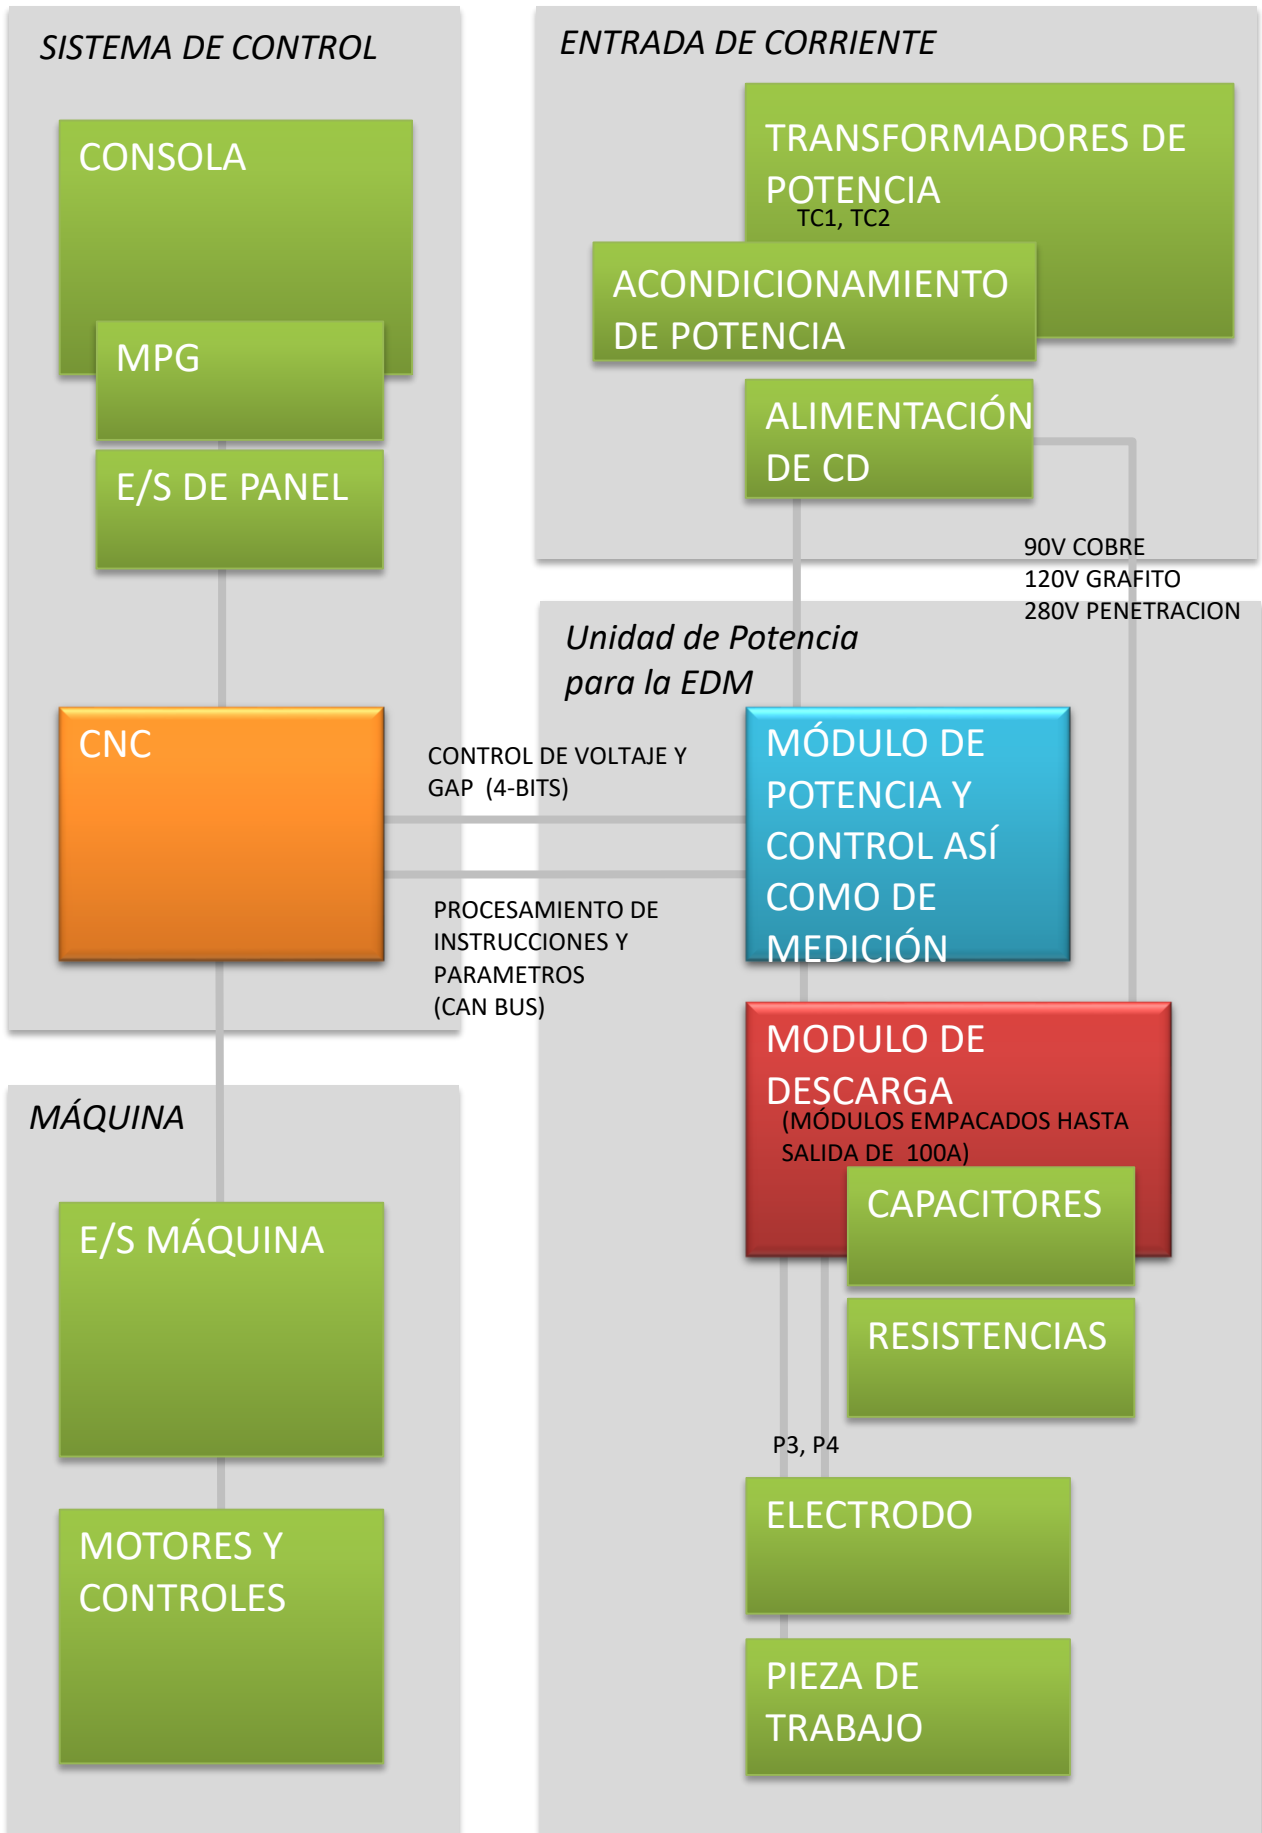 SISTEMA DE CONTROL
CONSOLA
MPG
E/S DE PANEL
CNC
ENTRADA DE CORRIENTE
TRANSFORMADORES DE
POTENCIA
TC1, TC2
ACONDICIONAMIENTO
DE POTENCIA
ALIMENTACIÓN
DE CD
90V COBRE
120V GRAFITO
280V PENETRACION
CONTROL DE VOLTAJE Y
GAP (4-BITS)
PROCESAMIENTO DE
INSTRUCCIONES Y
PARAMETROS
(CAN BUS)
Unidad de Potencia
para la EDM
MÓDULO DE
POTENCIA Y
CONTROL ASÍ
COMO DE
MEDICIÓN
MODULO DE
DESCARGA
(MÓDULOS EMPACADOS HASTA
SALIDA DE 100A)
CAPACITORES
RESISTENCIAS
P3, P4
ELECTRODO
PIEZA DE
TRABAJO
MÁQUINA
E/S MÁQUINA
MOTORES Y
CONTROLES